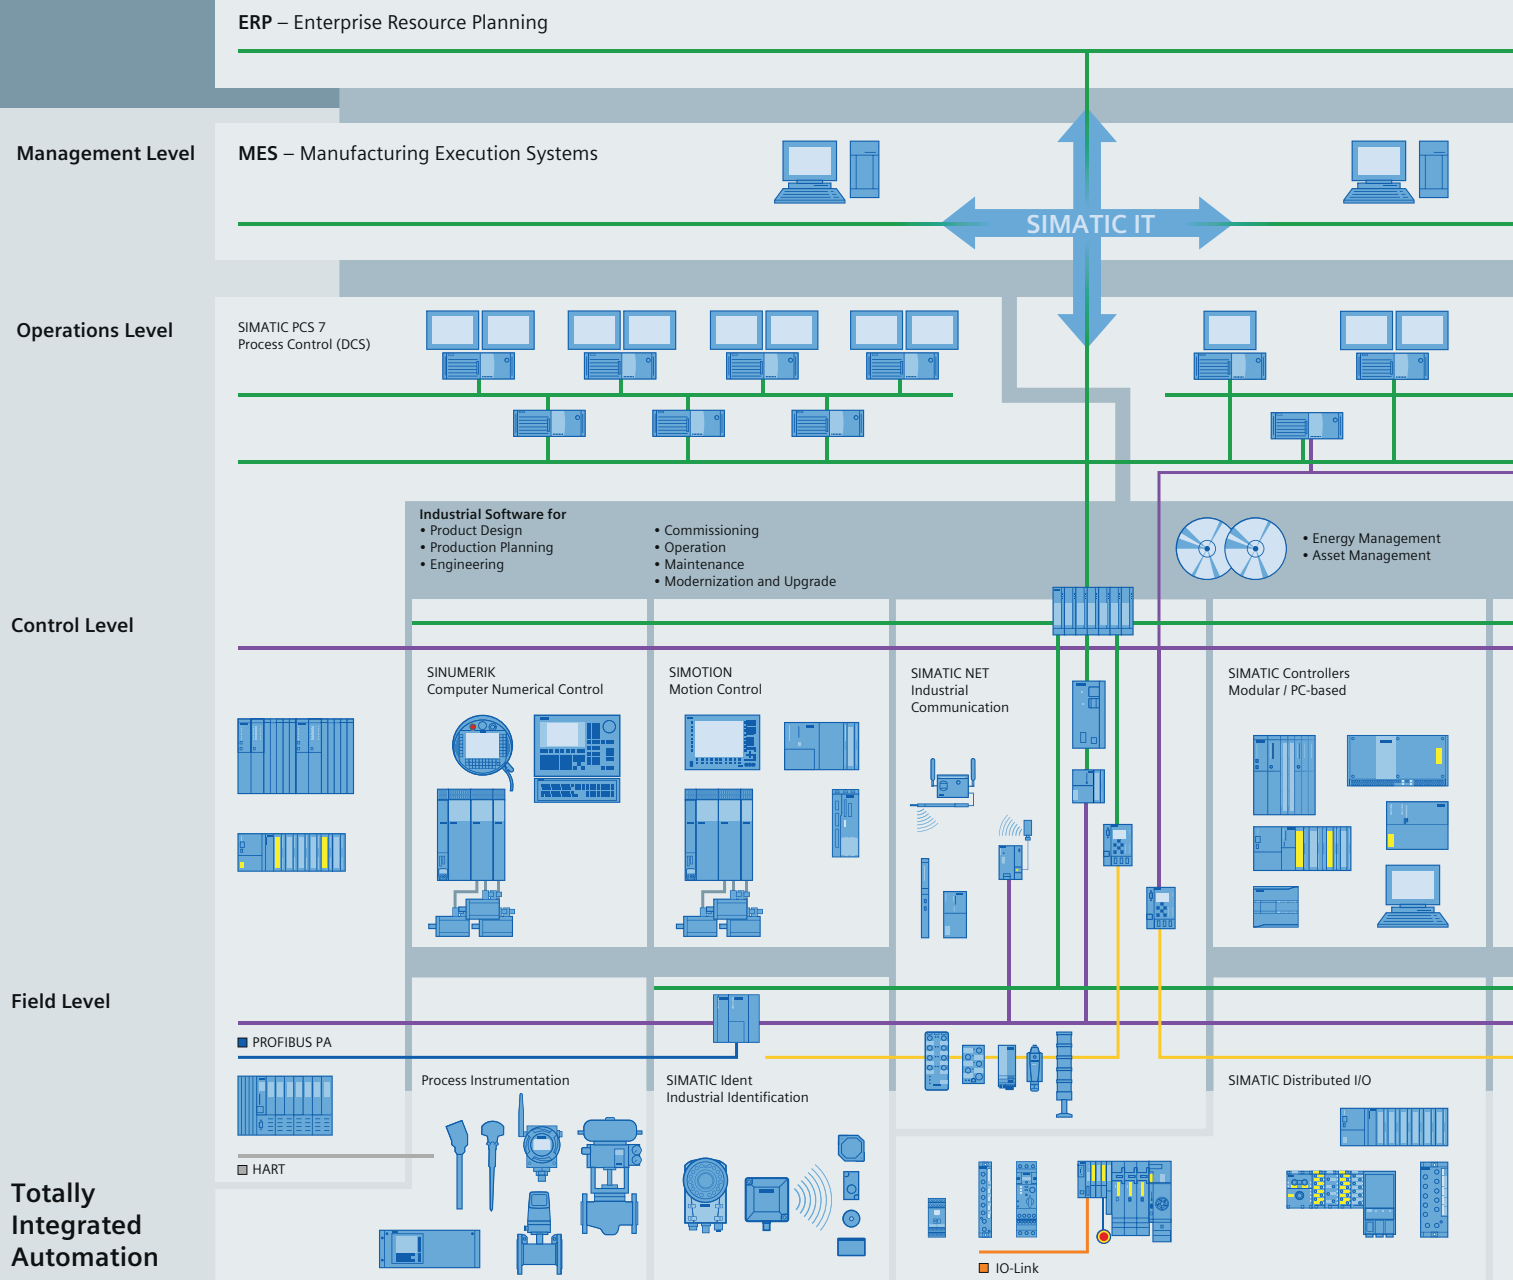 ERP – Enterprise Resource Planning
Management Level
MES – Manufacturing Execution Systems
SIMATIC IT
Operations Level
SIMATIC PCS 7
Process Control (DCS)
Industrial Software for
• Product Design
• Production Planning
• Engineering
• Commissioning
• Operation
• Maintenance
• Modernization and Upgrade
• Energy Management
• Asset Management
Control Level
SINUMERIK
Computer Numerical Control
SIMOTION
Motion Control
SIMATIC NET
Industrial
Communication
SIMATIC Controllers
Modular / PC-based
Field Level
PROFIBUS PA
Process Instrumentation
SIMATIC Ident
Industrial Identification
SIMATIC Distributed I/O
HART
IO-Link
Totally
Integrated
Automation